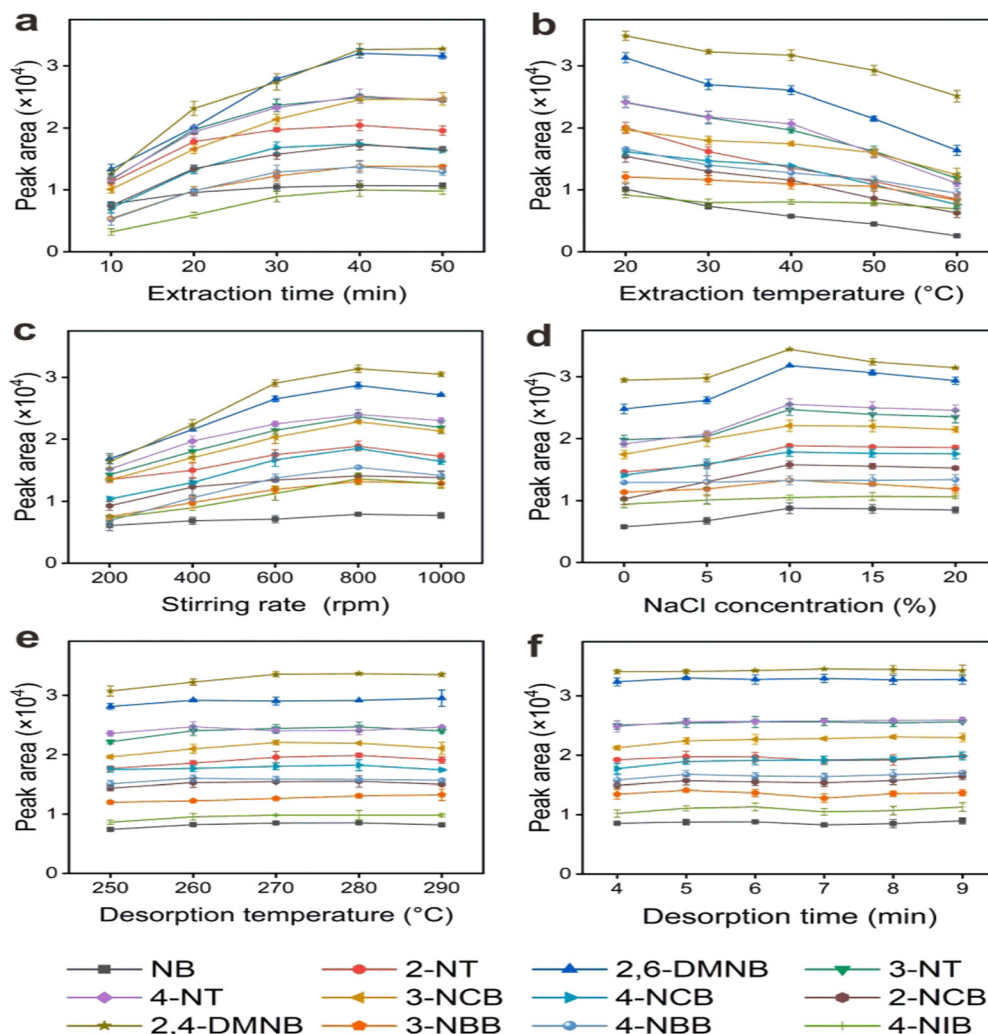 a
Peak area (×10⁴)
3
2
1
0
10 20 30 40 50
Extraction time (min)
b
Peak area (×10⁴)
3
2
1
0
20 30 40 50 60
Extraction temperature (°C)
c
Peak area (×10⁴)
3
2
1
0
200 400 600 800 1000
Stirring rate (rpm)
d
Peak area (×10⁴)
3
2
1
0
0 5 10 15 20
NaCl concentration (%)
e
Peak area (×10⁴)
3
2
1
0
250 260 270 280 290
Desorption temperature (°C)
f
Peak area (×10⁴)
3
2
1
0
4 5 6 7 8 9
Desorption time (min)
NB 2-NT 2,6-DMNB 3-NT
4-NT 3-NCB 4-NCB 2-NCB
2,4-DMNB 3-NBB 4-NBB 4-NIB